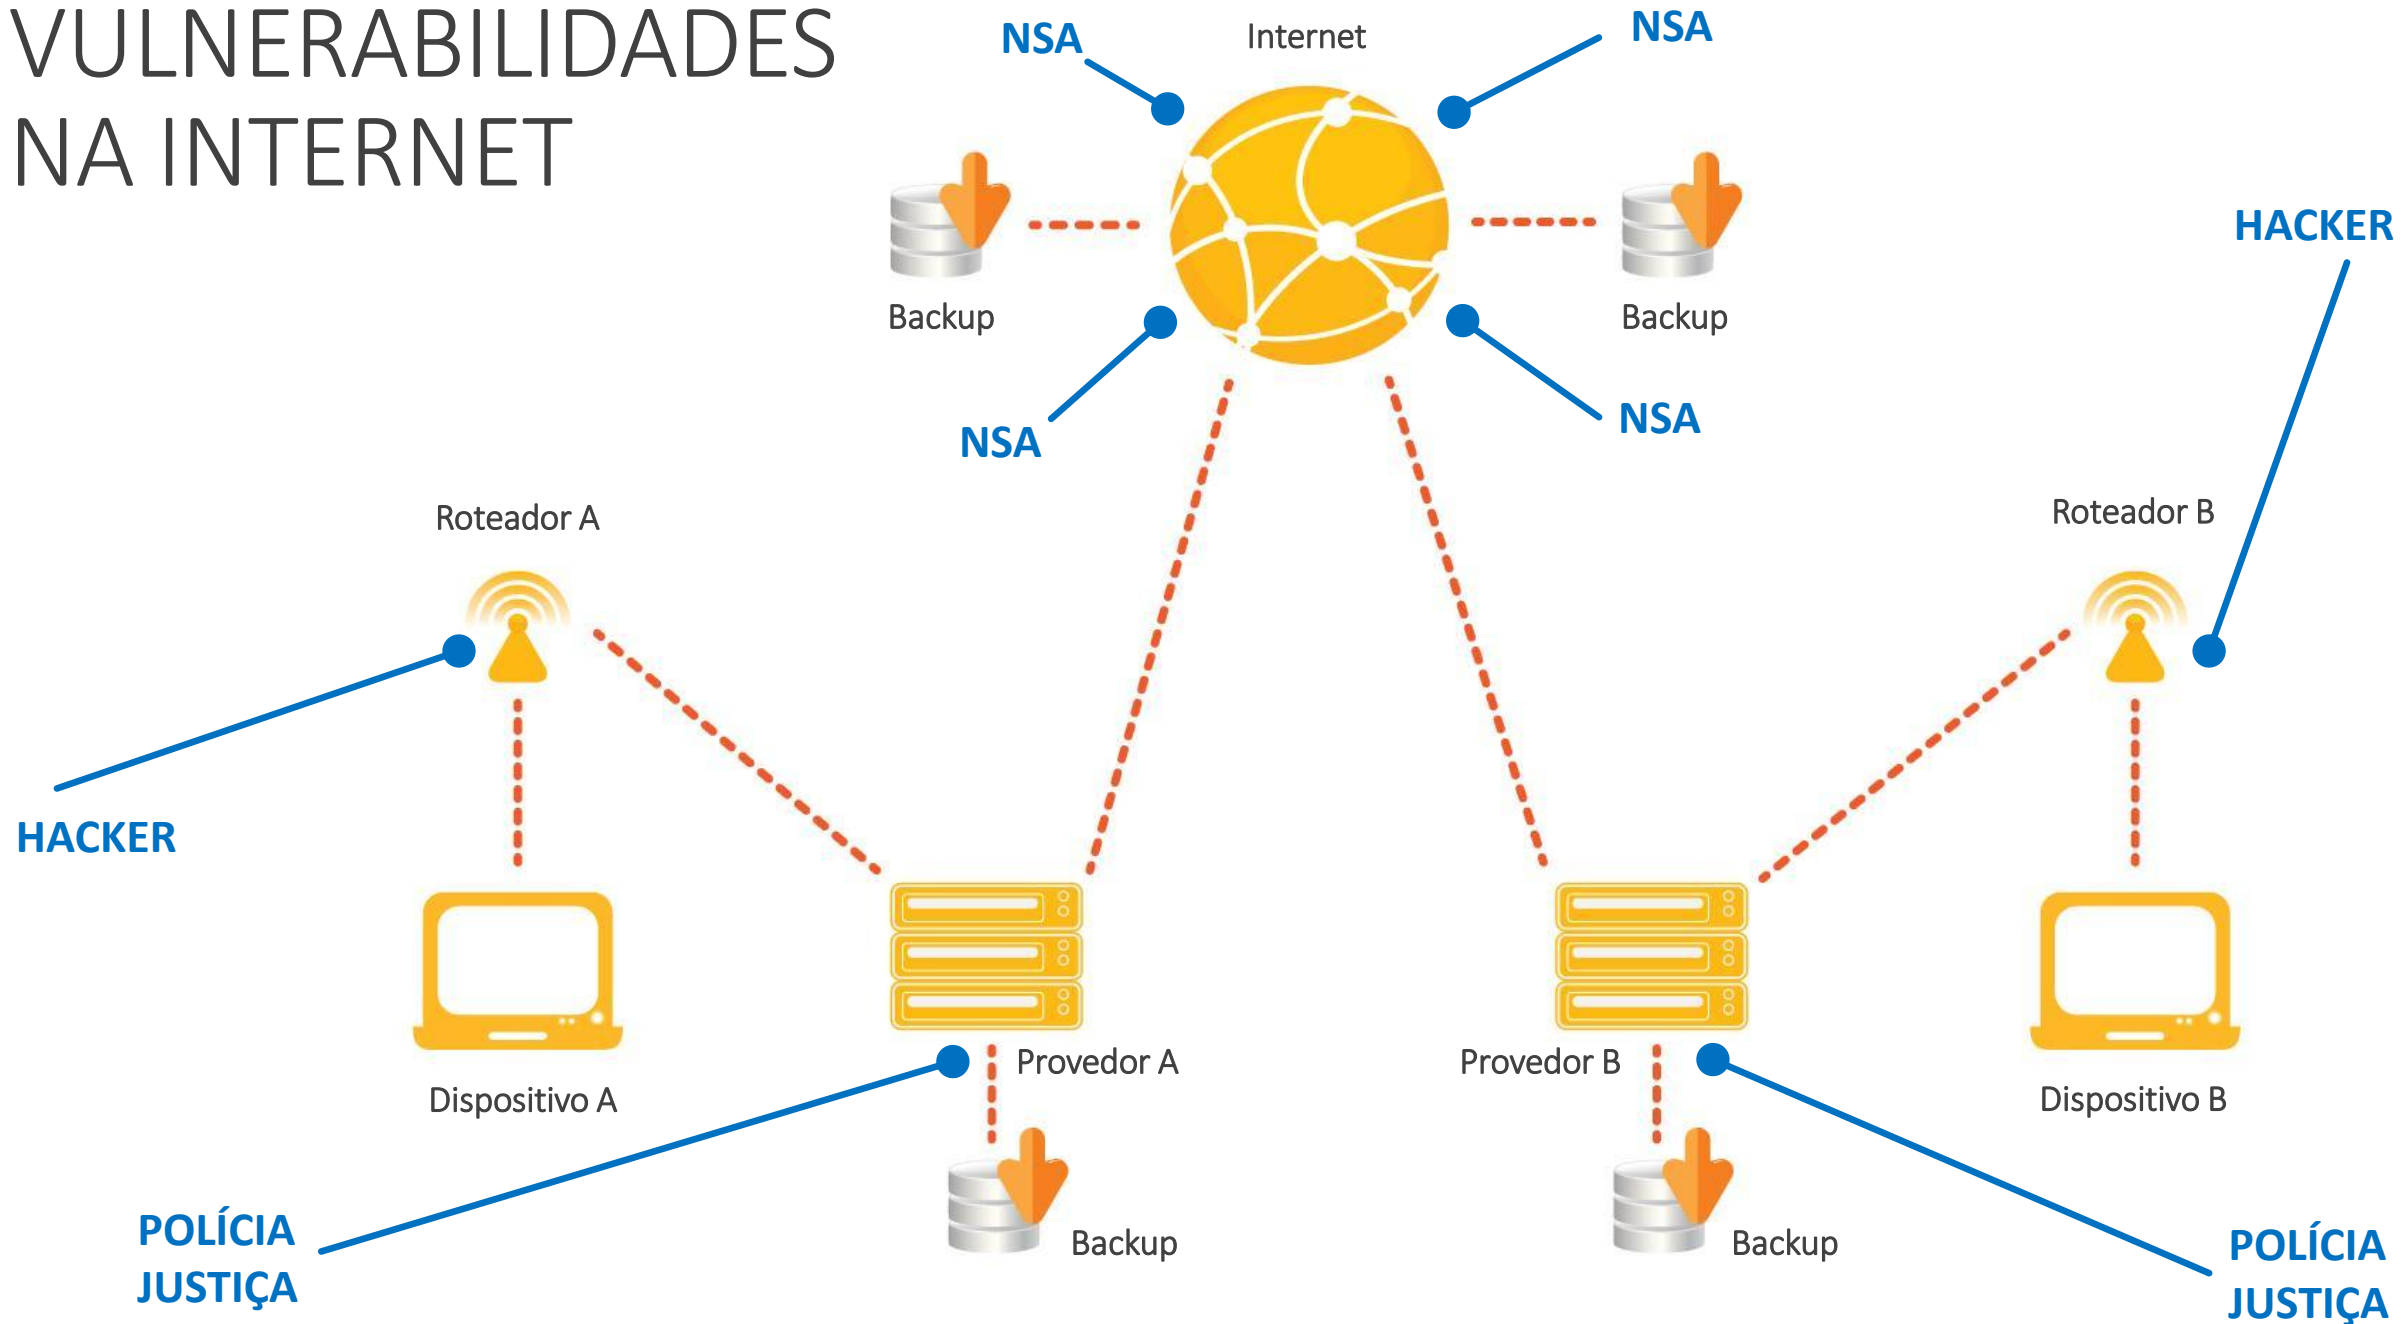 VULNERABILIDADES
NA INTERNET
NSA
Internet
NSA
HACKER
Backup
Backup
NSA
NSA
Roteador A
Roteador B
HACKER
Provedor A
Provedor B
Dispositivo A
Dispositivo B
POLÍCIA
JUSTIÇA
Backup
Backup
POLÍCIA
JUSTIÇA